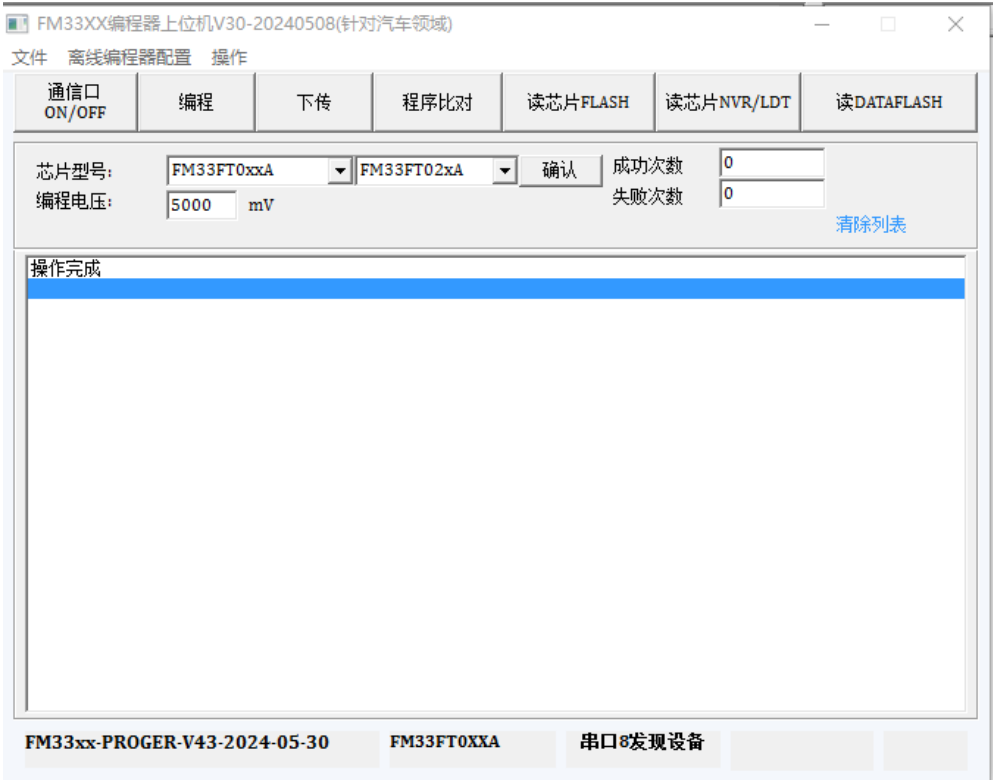 FM33XX编程器上位机V30-20240508(针对汽车领域)
文件 离线编程器配置 操作
通信口
ON/OFF
编程
下传
程序比对
读芯片FLASH
读芯片NVR/LDT
读DATAFLASH
芯片型号: FM33FT0xxA FM33FT02xA 确认 成功次数 0
编程电压: 5000 mV 失败次数 0
清除列表
操作完成
FM33xx-PROGER-V43-2024-05-30 FM33FT0XXA 串口8发现设备